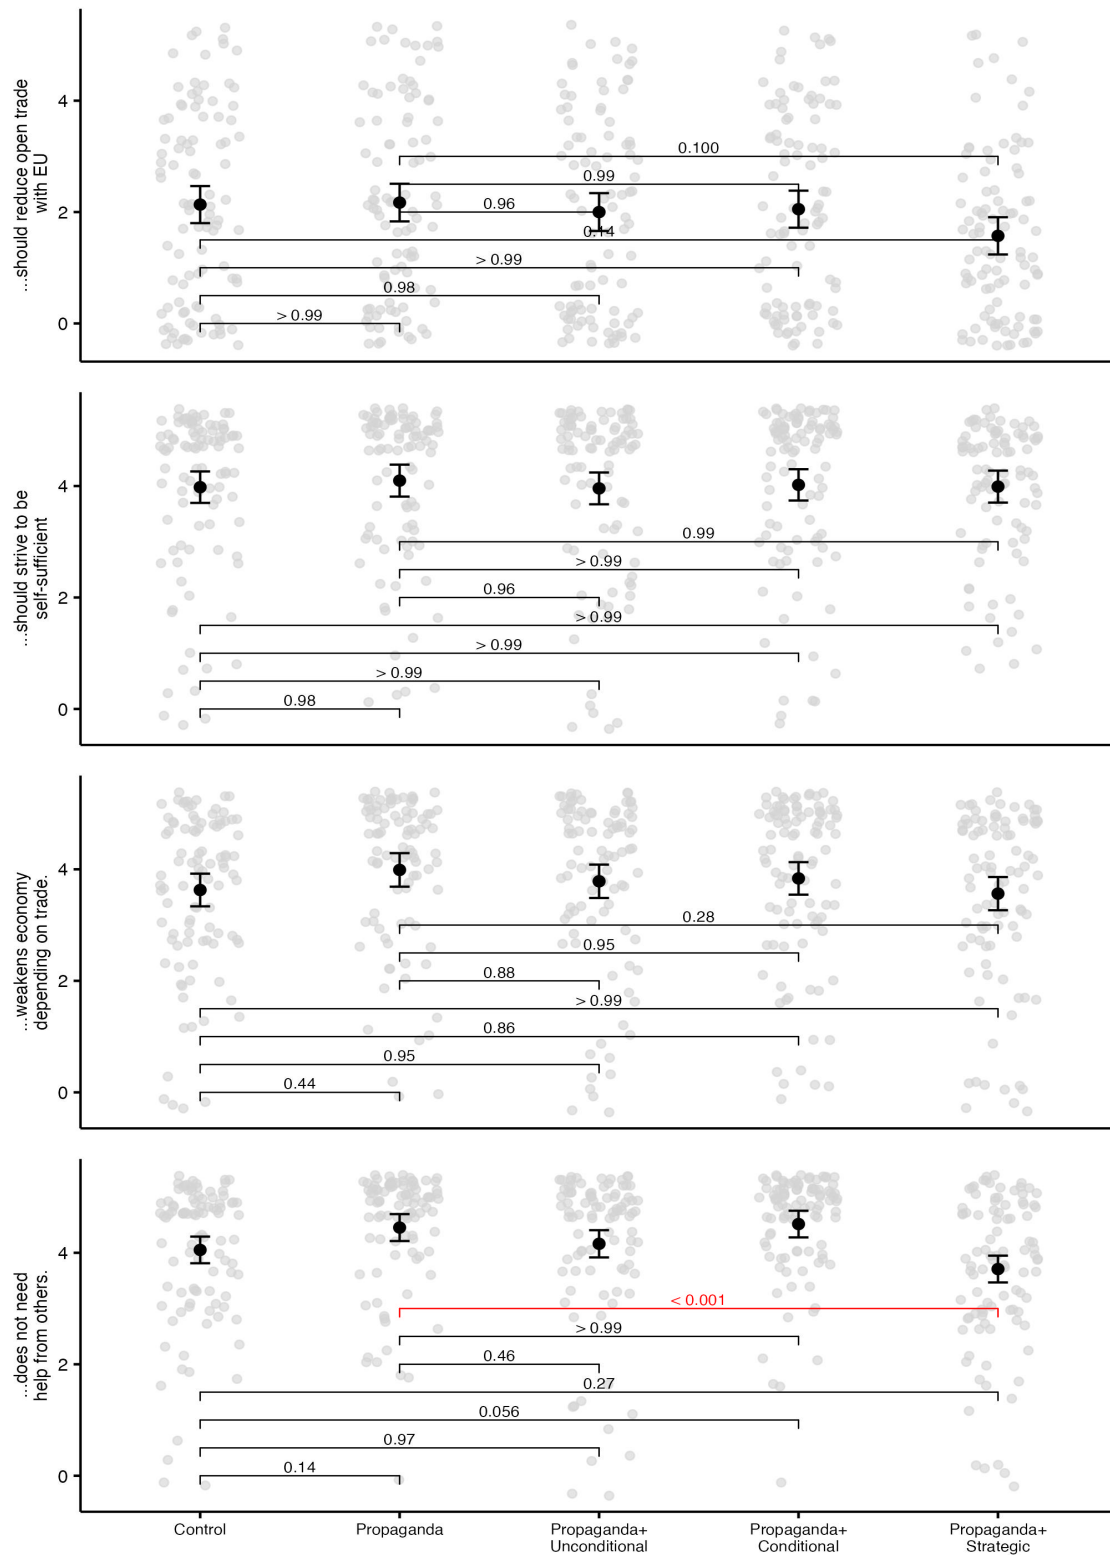 ...should reduce open trade
with EU
4
2
0
0.100
0.99
0.96
0.14
> 0.99
0.98
> 0.99
...should strive to be
self-sufficient
4
2
0
0.99
> 0.99
0.96
> 0.99
> 0.99
> 0.99
0.98
...weakens economy
depending on trade.
4
2
0
0.28
0.95
0.88
> 0.99
0.86
0.95
0.44
...does not need
help from others.
4
2
0
< 0.001
> 0.99
0.46
0.27
0.056
0.97
0.14
Control
Propaganda
Propaganda+
Unconditional
Propaganda+
Conditional
Propaganda+
Strategic